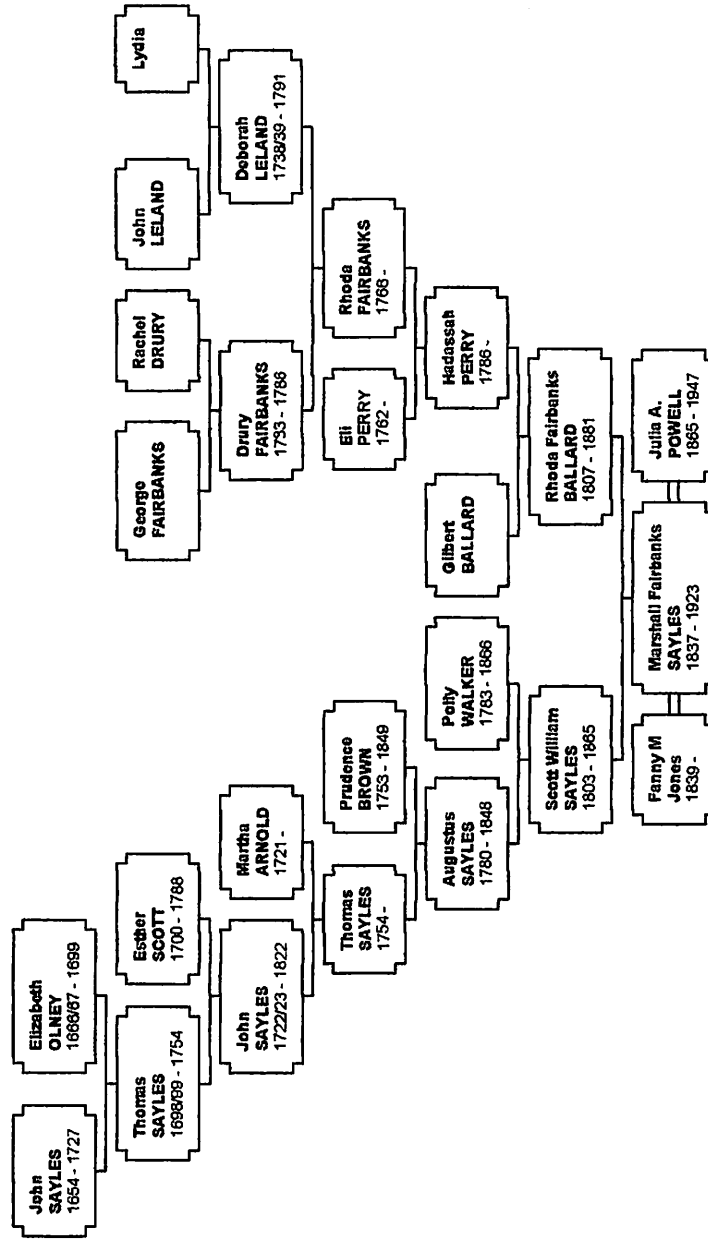 John
SAYLES
1654 - 1727
Elizabeth
OLNEY
1666/67 - 1699
Thomas
SAYLES
1698/99 - 1754
Esther
SCOTT
1700 - 1788
George
FAIRBANKS
Rachel
DRURY
John
LELAND
Lydia
John
SAYLES
1722/23 - 1822
Martha
ARNOLD
1721 -
Drury
FAIRBANKS
1733 - 1786
Deborah
LELAND
1738/39 - 1791
Thomas
SAYLES
1754 -
Prudence
BROWN
1753 - 1849
Eli
PERRY
1762 -
Rhoda
FAIRBANKS
1768 -
Augustus
SAYLES
1780 - 1848
Polly
WALKER
1783 - 1866
Gilbert
BALLARD
Hadassah
PERRY
1786 -
Scott William
SAYLES
1803 - 1865
Rhoda Fairbanks
BALLARD
1807 - 1881
Fanny M
Jones
1839 -
Marshall Fairbanks
SAYLES
1837 - 1923
Julia A.
POWELL
1865 - 1947